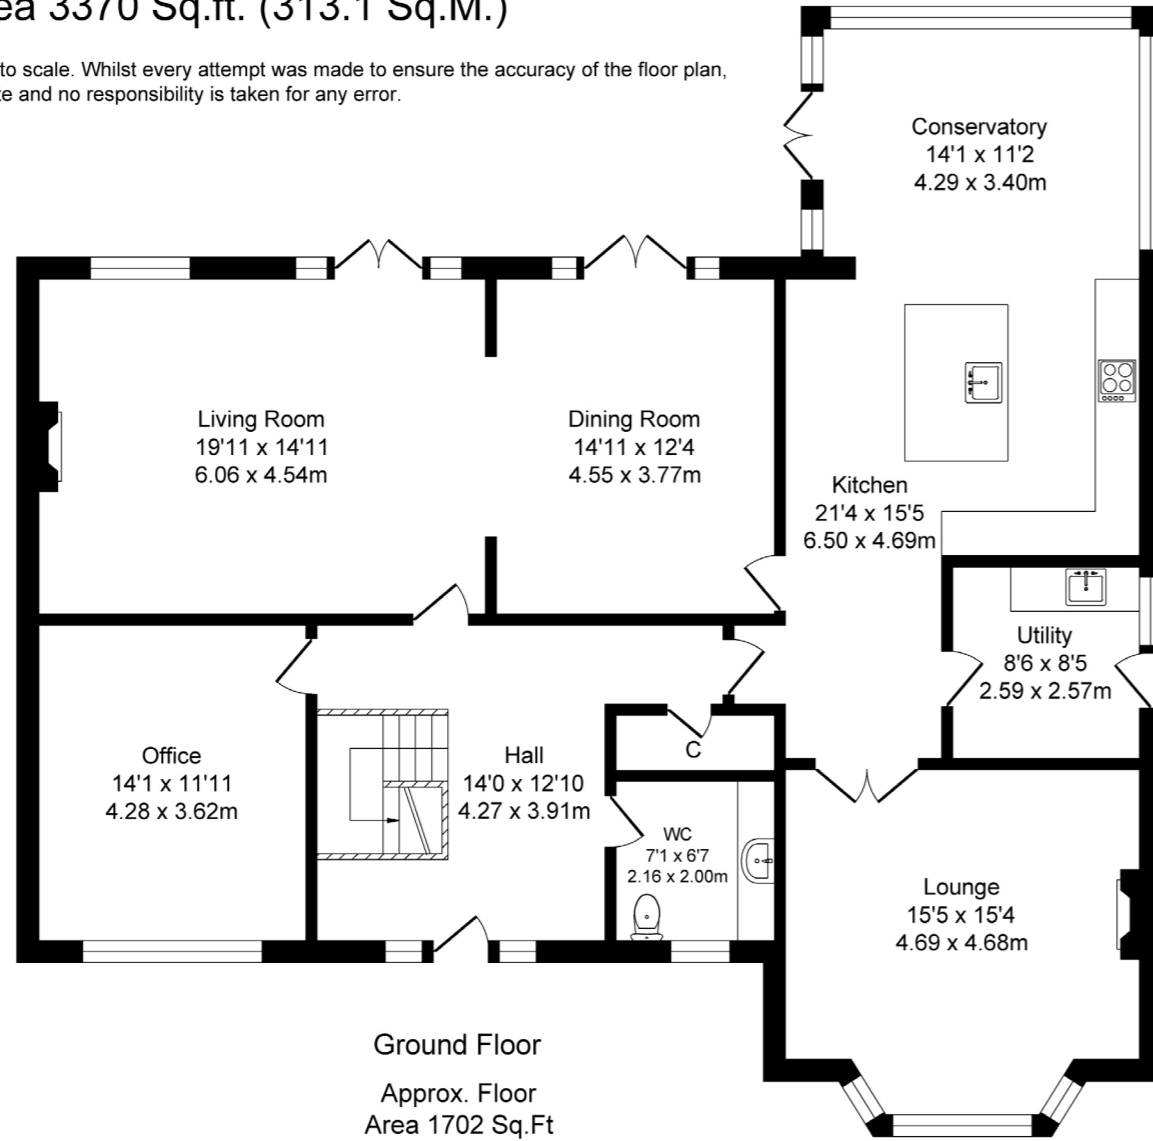 ea 3370 Sq.ft. (313.1 Sq.M.)
to scale. Whilst every attempt was made to ensure the accuracy of the floor plan,
te and no responsibility is taken for any error.
Conservatory
14'1 x 11'2
4.29 x 3.40m
Living Room
19'11 x 14'11
6.06 x 4.54m
Dining Room
14'11 x 12'4
4.55 x 3.77m
Kitchen
21'4 x 15'5
6.50 x 4.69m
Utility
8'6 x 8'5
2.59 x 2.57m
Office
14'1 x 11'11
4.28 x 3.62m
Hall
14'0 x 12'10
4.27 x 3.91m
C
WC
7'1 x 6'7
2.16 x 2.00m
Lounge
15'5 x 15'4
4.69 x 4.68m
Ground Floor
Approx. Floor
Area 1702 Sq.Ft